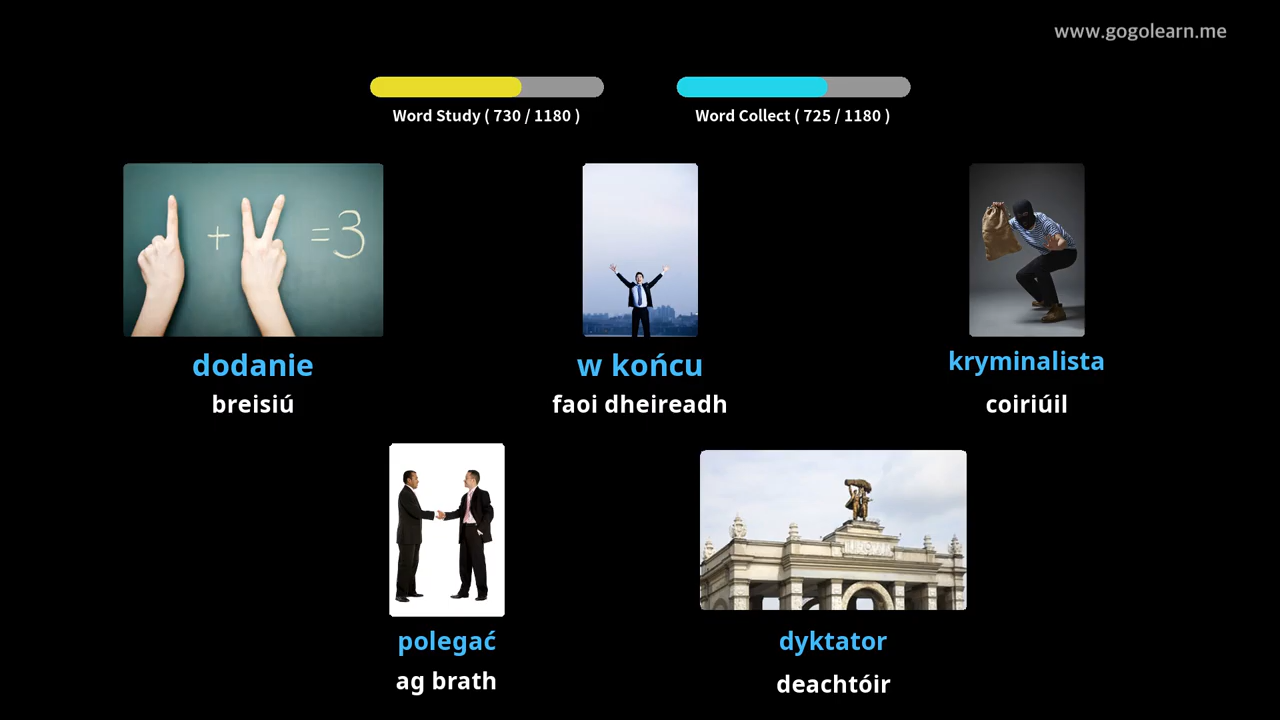 www.gogolearn.me
Word Study ( 730 / 1180 )
Word Collect ( 725 / 1180 )
+ = 3
dodanie
breisiú
w końcu
faoi dheireadh
kryminalista
coiriúil
polegać
ag brath
dyktator
deachtóir